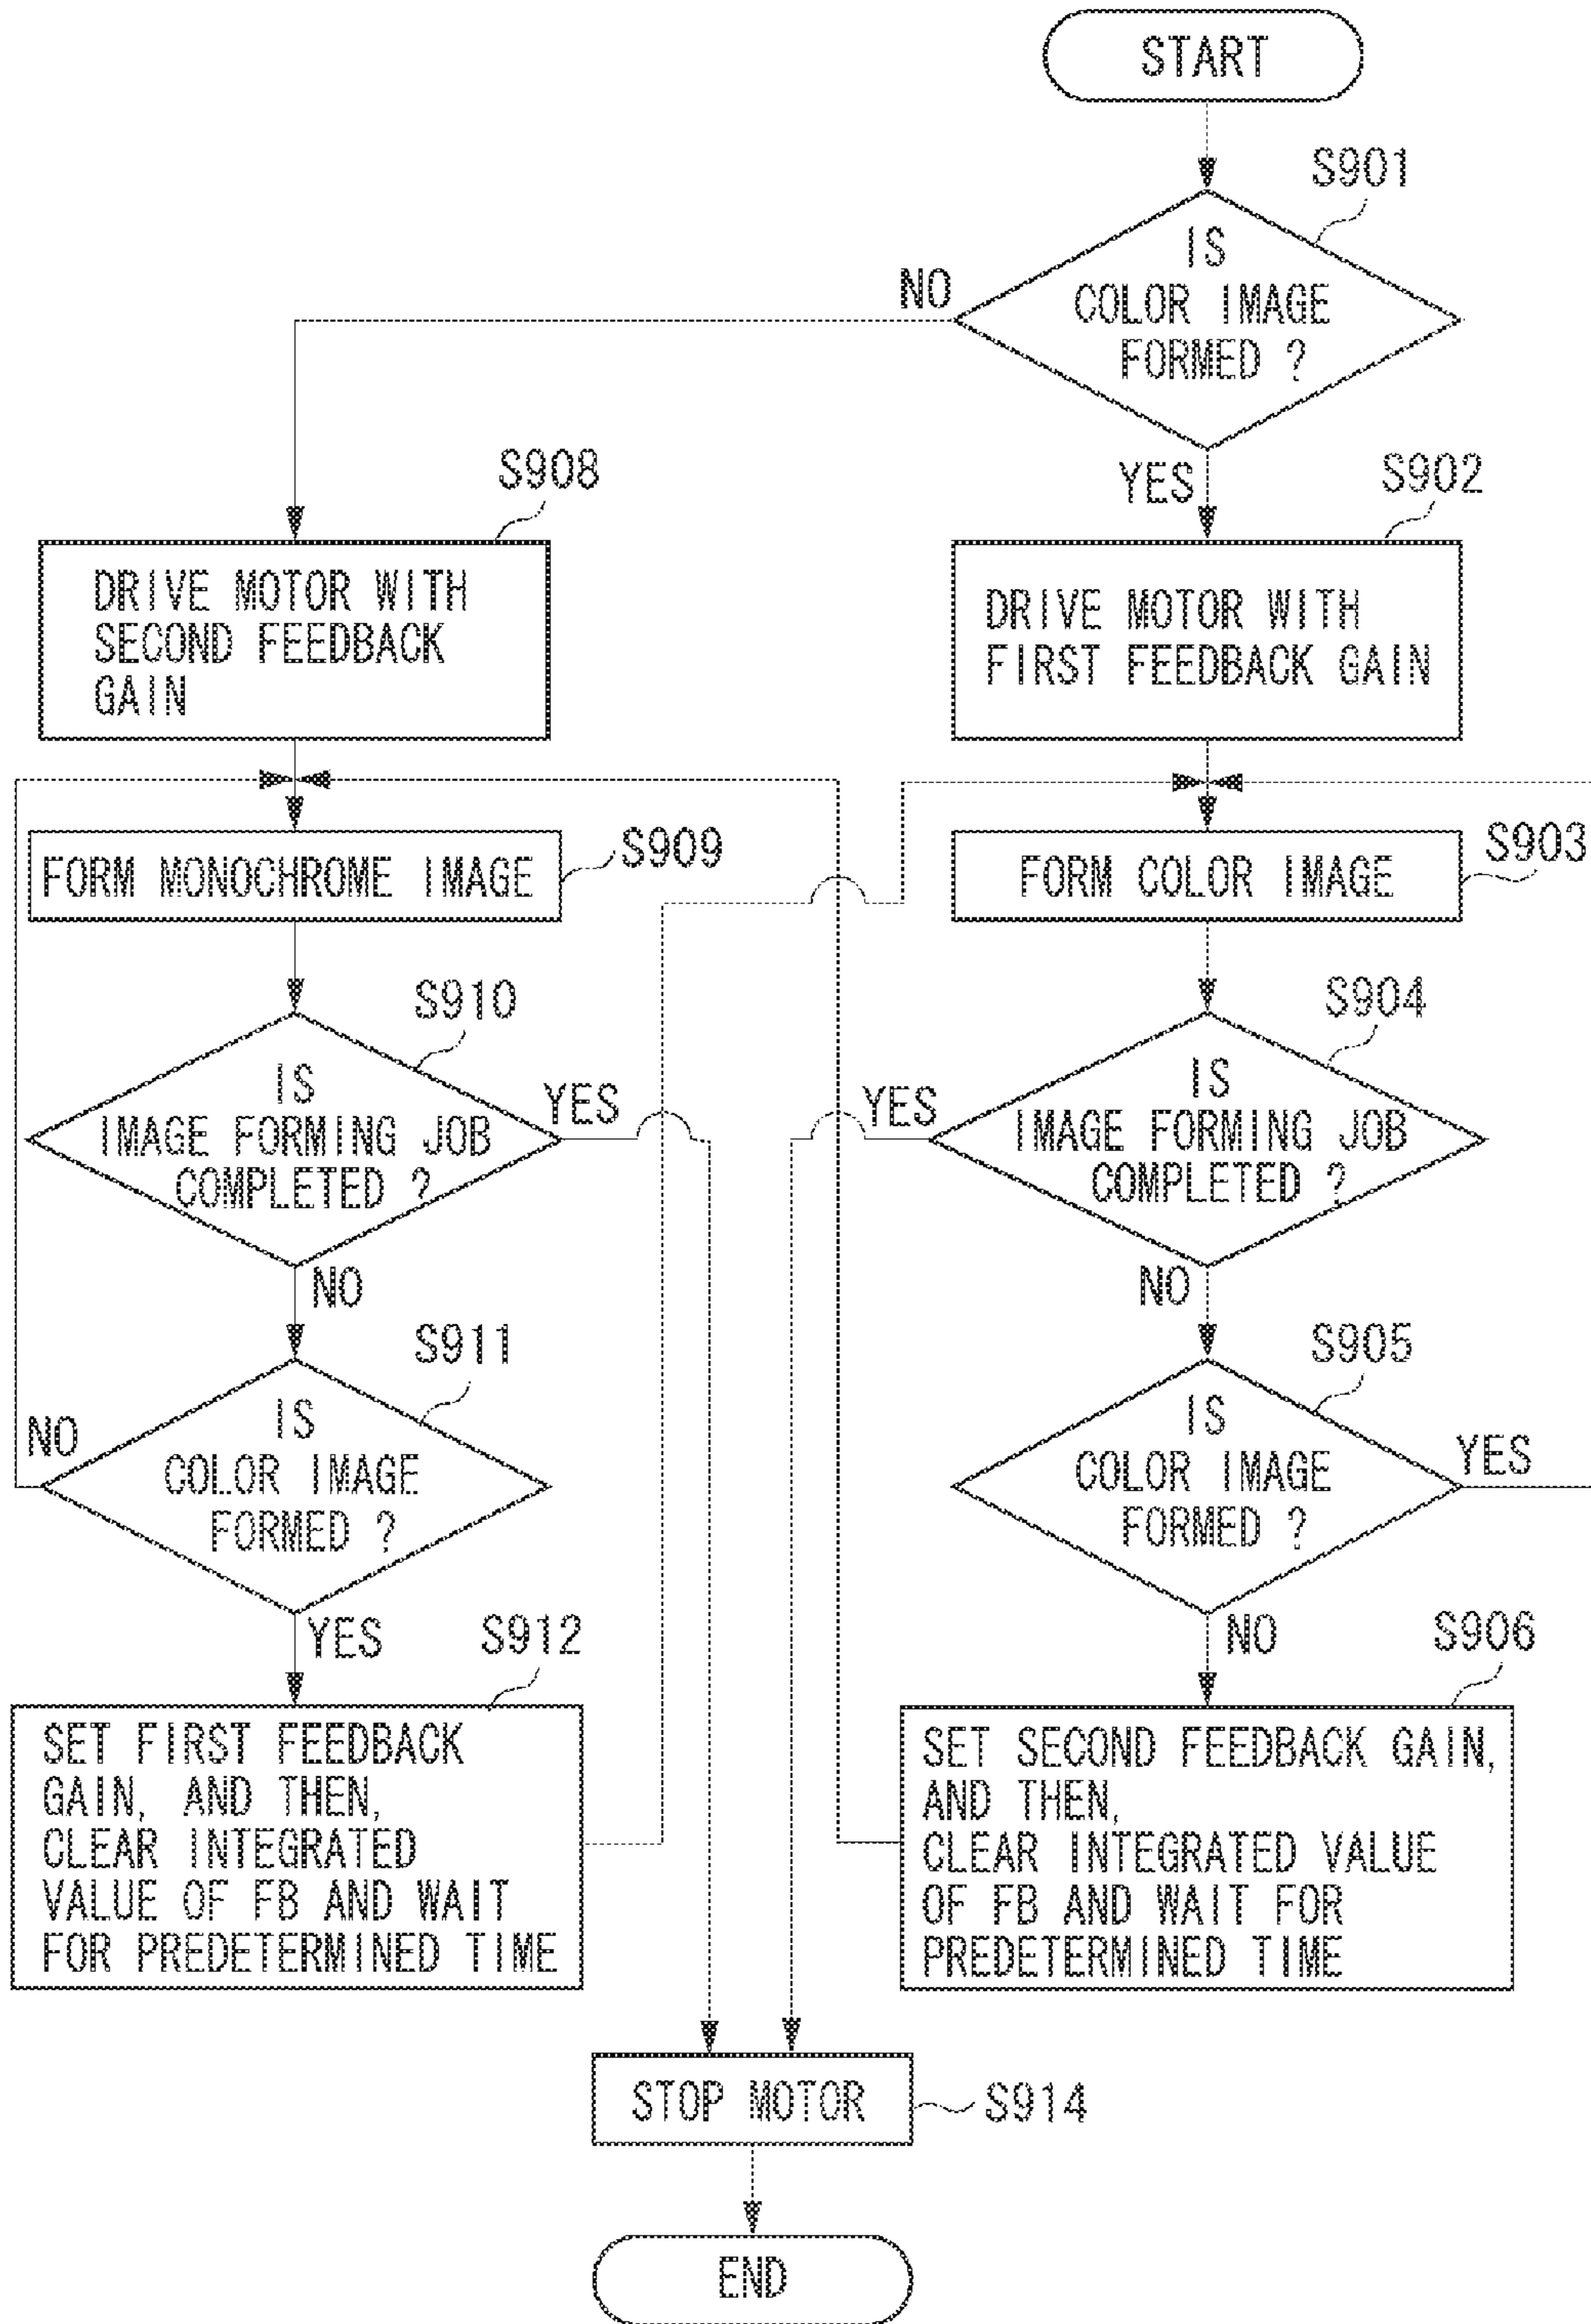 START
S901
IS
COLOR IMAGE
FORMED ?
NO
YES
S908
S902
DRIVE MOTOR WITH
SECOND FEEDBACK
GAIN
DRIVE MOTOR WITH
FIRST FEEDBACK GAIN
FORM MONOCHROME IMAGE
S909
FORM COLOR IMAGE
S903
S910
IS
IMAGE FORMING JOB
COMPLETED ?
YES
NO
S904
IS
IMAGE FORMING JOB
COMPLETED ?
YES
NO
S911
IS
COLOR IMAGE
FORMED ?
NO
YES
S905
IS
COLOR IMAGE
FORMED ?
YES
NO
S912
SET FIRST FEEDBACK
GAIN, AND THEN,
CLEAR INTEGRATED
VALUE OF FB AND WAIT
FOR PREDETERMINED TIME
S906
SET SECOND FEEDBACK GAIN,
AND THEN,
CLEAR INTEGRATED VALUE
OF FB AND WAIT FOR
PREDETERMINED TIME
STOP MOTOR
S914
END